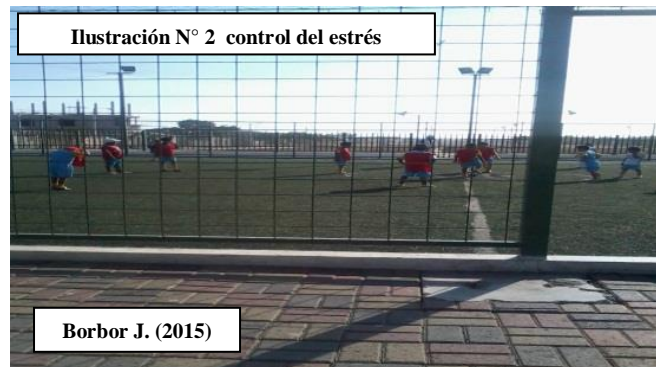 Ilustración N° 2 control del estrés
Borbor J. (2015)